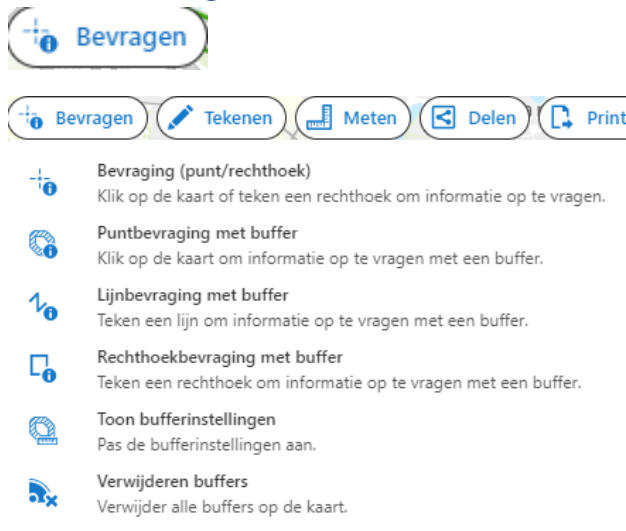 Bevragen
Bevragen Tekenen Meten Delen Print
Bevraging (punt/rechthoek)
Klik op de kaart of teken een rechthoek om informatie op te vragen.
Puntbevraging met buffer
Klik op de kaart om informatie op te vragen met een buffer.
Lijnbevraging met buffer
Teken een lijn om informatie op te vragen met een buffer.
Rechthoekbevraging met buffer
Teken een rechthoek om informatie op te vragen met een buffer.
Toon bufferinstellingen
Pas de bufferinstellingen aan.
Verwijderen buffers
Verwijder alle buffers op de kaart.